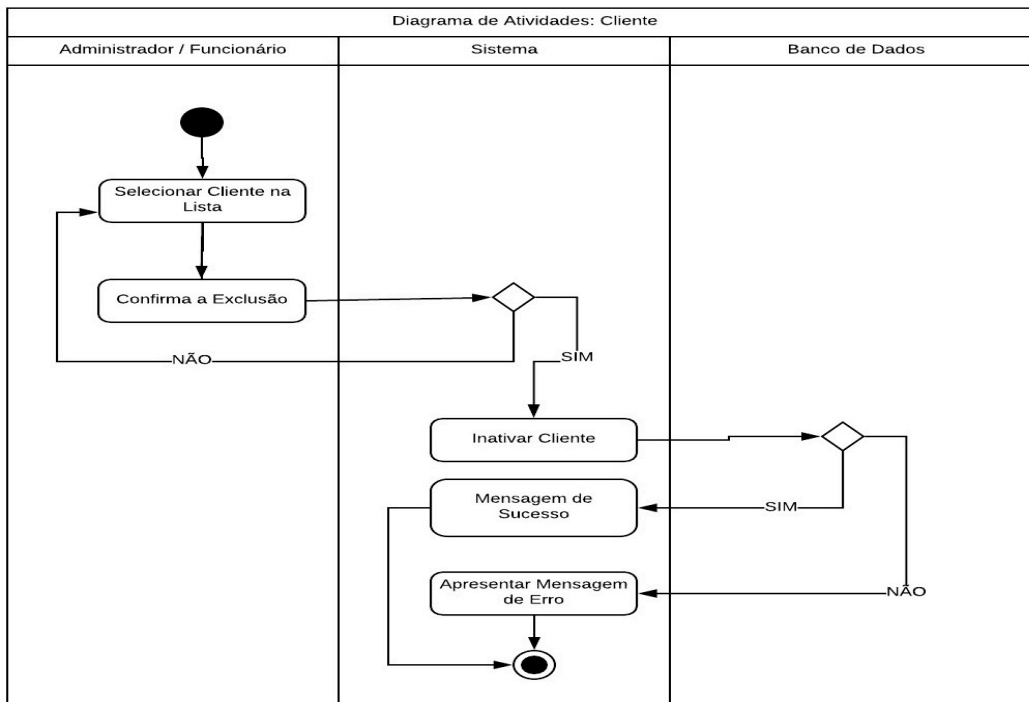 Diagrama de Atividades: Cliente
Administrador / Funcionário
Sistema
Banco de Dados
Selecionar Cliente na
Lista
Confirma a Exclusão
NÃO
SIM
Inativar Cliente
Mensagem de
Sucesso
SIM
Apresentar Mensagem
de Erro
NÃO